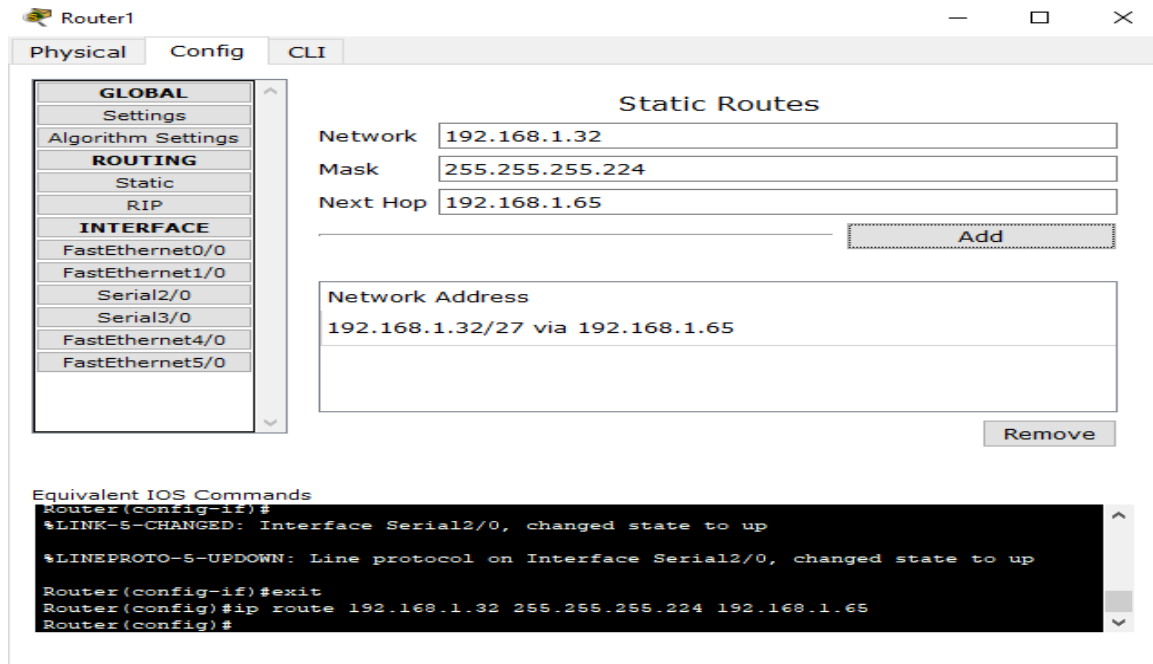 Router1
Physical Config CLI
GLOBAL
Settings
Algorithm Settings
ROUTING
Static
RIP
INTERFACE
FastEthernet0/0
FastEthernet1/0
Serial2/0
Serial3/0
FastEthernet4/0
FastEthernet5/0
Static Routes
Network 192.168.1.32
Mask 255.255.255.224
Next Hop 192.168.1.65
Add
Network Address
192.168.1.32/27 via 192.168.1.65
Remove
Equivalent IOS Commands
Router(config-if)#
%LINK-5-CHANGED: Interface Serial2/0, changed state to up
%LINEPROTO-5-UPDOWN: Line protocol on Interface Serial2/0, changed state to up
Router(config-if)#exit
Router(config)#ip route 192.168.1.32 255.255.255.224 192.168.1.65
Router(config)#